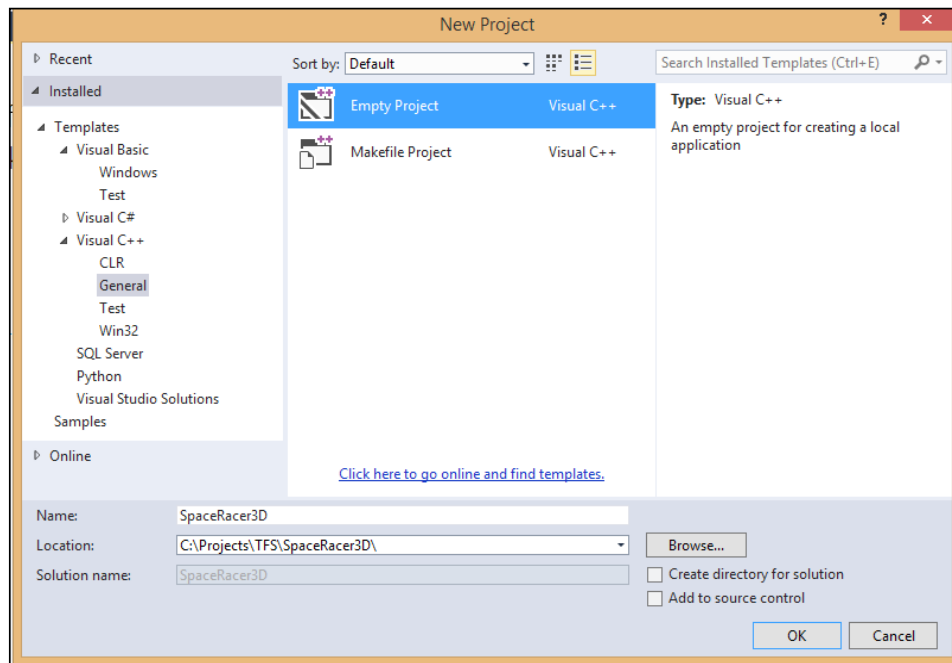 New Project
?
Recent
Sort by: Default
Search Installed Templates (Ctrl+E)
Installed
Templates
Visual Basic
Windows
Test
Visual C#
Visual C++
CLR
General
Test
Win32
SQL Server
Python
Visual Studio Solutions
Samples
Online
Empty Project Visual C++
Makefile Project Visual C++
Click here to go online and find templates.
Type: Visual C++
An empty project for creating a local
application
Name: SpaceRacer3D
Location: C:\Projects\TFS\SpaceRacer3D\
Browse...
Solution name: SpaceRacer3D
Create directory for solution
Add to source control
OK
Cancel